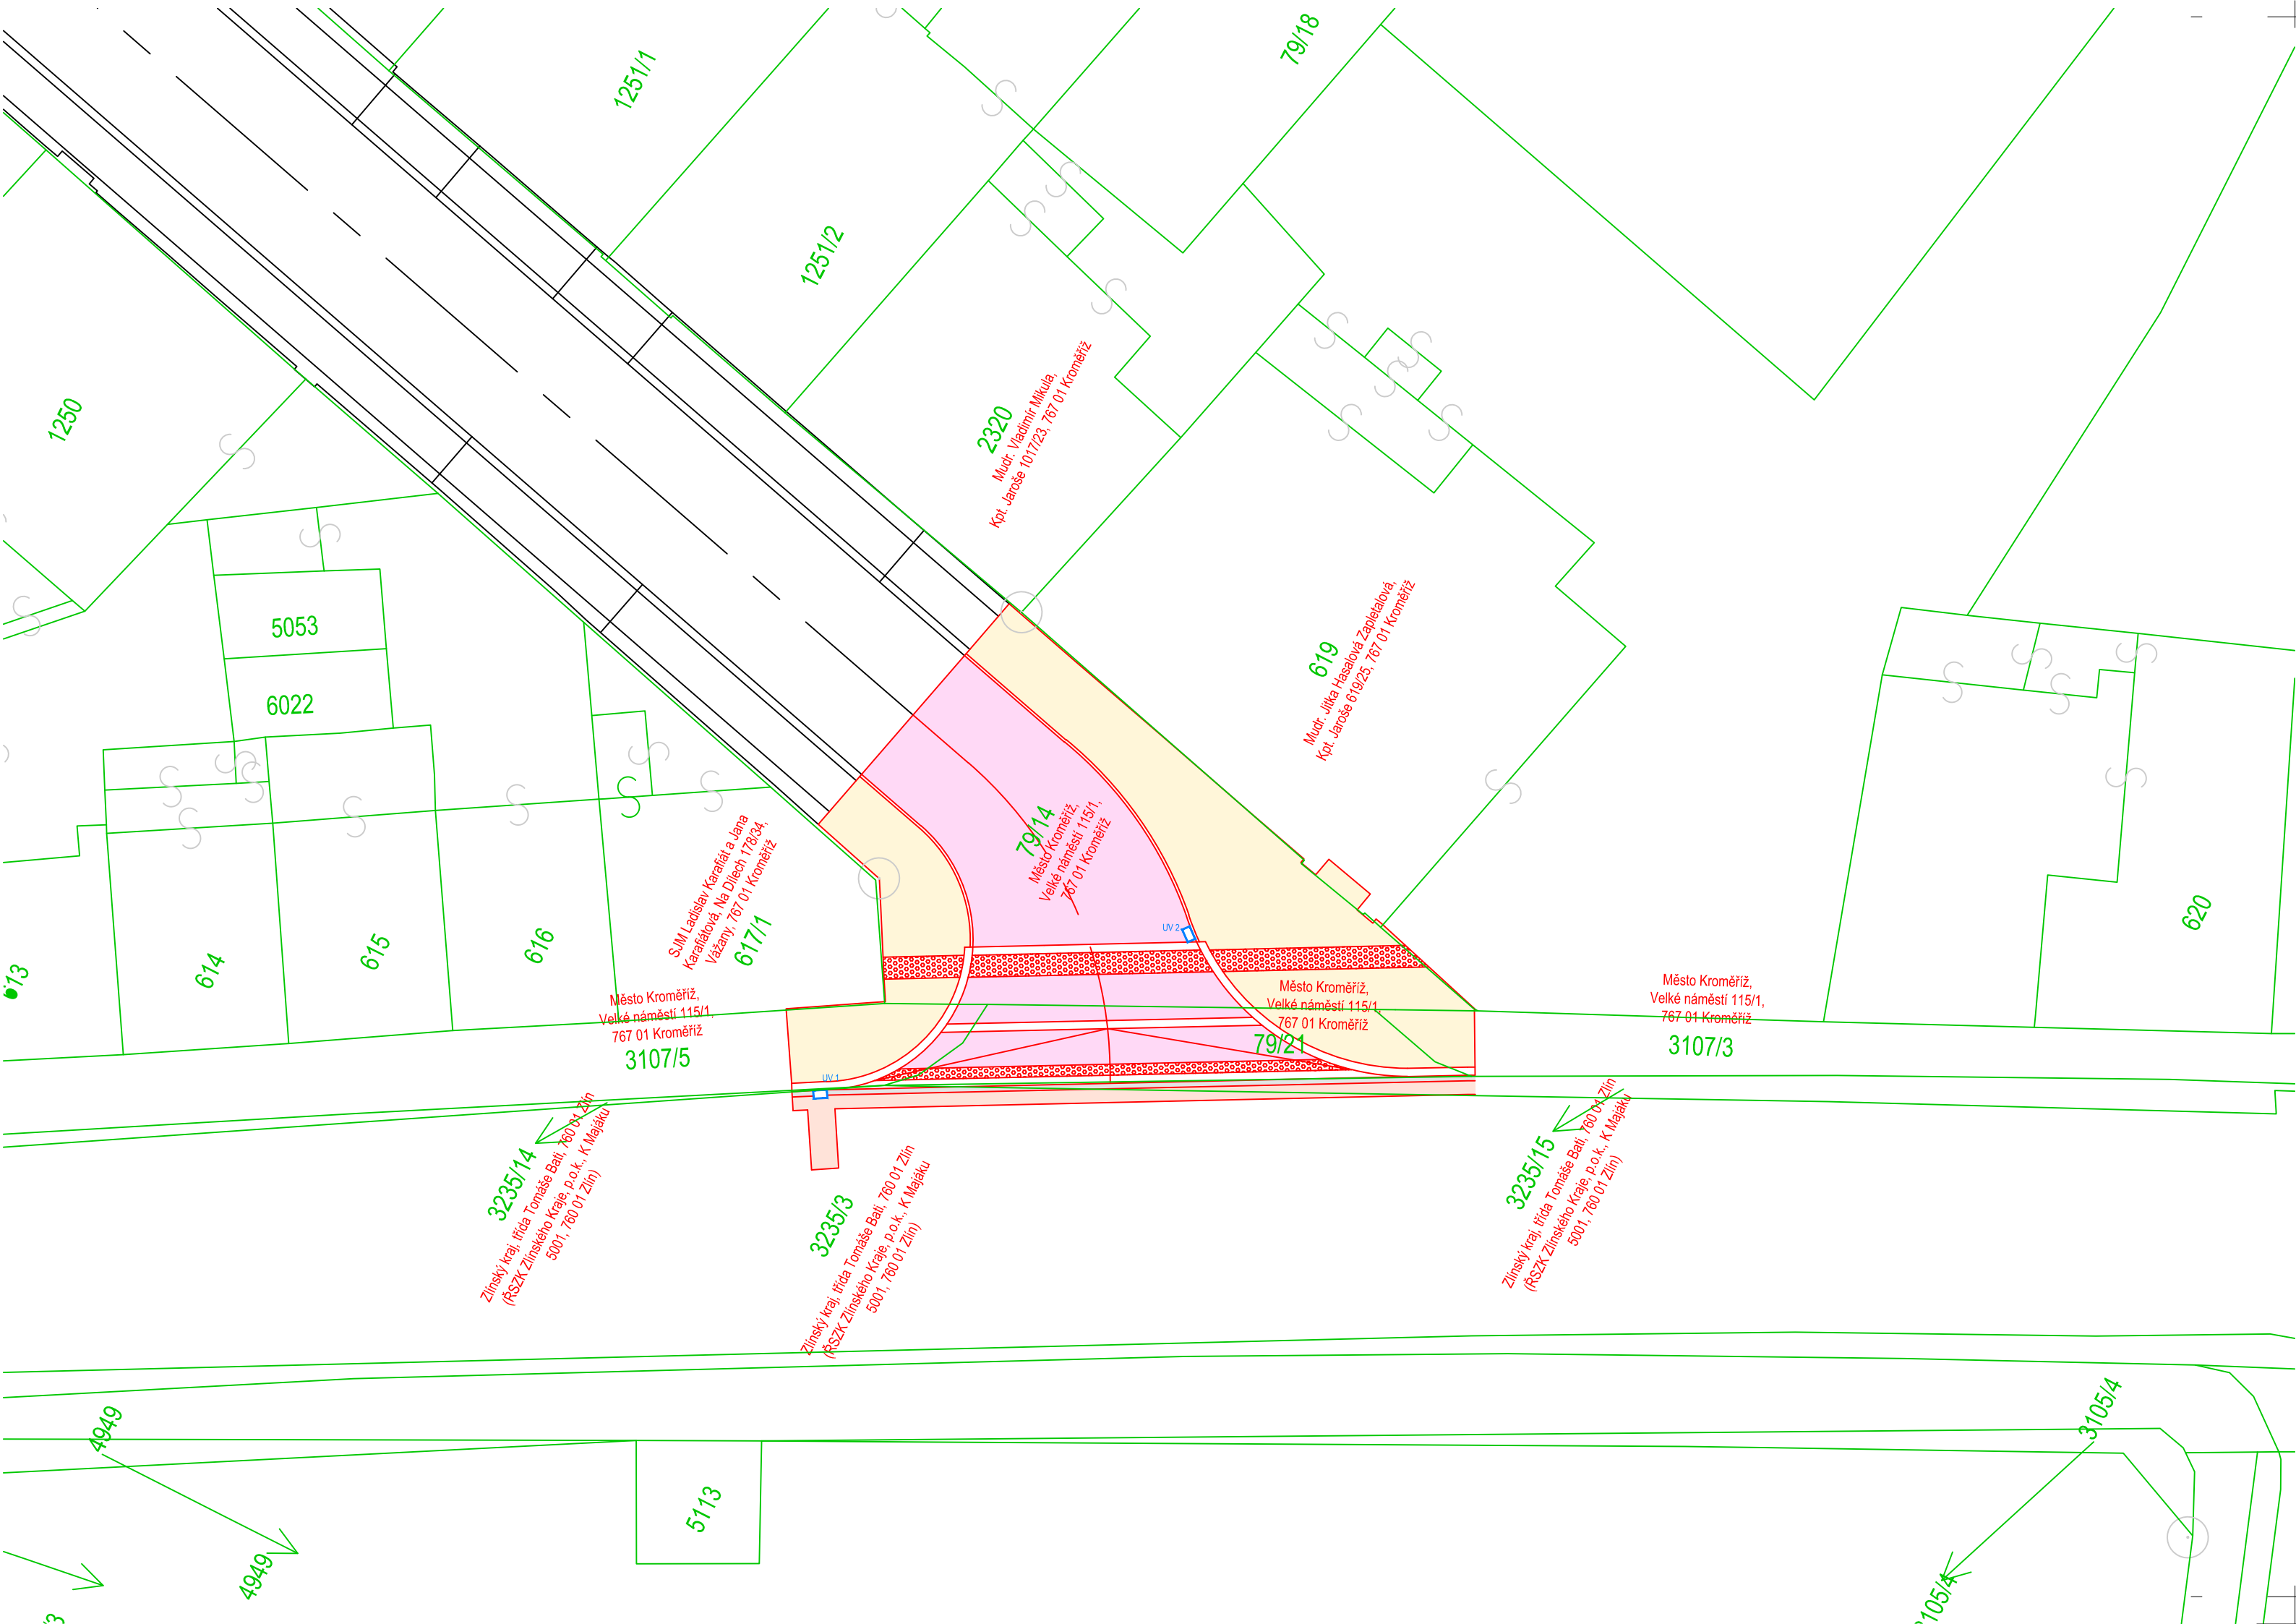 79/18
1251/1
1251/2
2320
Mudr. Vladimír Mikula,
Kpt. Jaroše 1017/23, 767 01 Kroměříž
1250
5053
6022
619
Mudr. Jitka Hasalová Zapletalová,
Kpt. Jaroše 619/25, 767 01 Kroměříž
79/14
Město Kroměříž,
Velké náměstí 115/1,
767 01 Kroměříž
SJM Ladislav Karafiát a Jana
Karafiátová, Na Dílech 178/34,
Vážany, 767 01 Kroměříž
617/1
613
614
615
616
620
UV 2
Město Kroměříž,
Velké náměstí 115/1,
767 01 Kroměříž
3107/5
Město Kroměříž,
Velké náměstí 115/1,
767 01 Kroměříž
79/21
Město Kroměříž,
Velké náměstí 115/1,
767 01 Kroměříž
3107/3
UV 1
3235/14
Zlínský kraj, třída Tomáše Bati, 760 01 Zlín
(ŘSZK Zlínského Kraje, p.o.k., K Majáku
5001, 760 01 Zlín)
3235/3
Zlínský kraj, třída Tomáše Bati, 760 01 Zlín
(ŘSZK Zlínského Kraje, p.o.k., K Majáku
5001, 760 01 Zlín)
3235/15
Zlínský kraj, třída Tomáše Bati, 760 01 Zlín
(ŘSZK Zlínského Kraje, p.o.k., K Majáku
5001, 760 01 Zlín)
4949
3105/4
5113
4949
3105/4